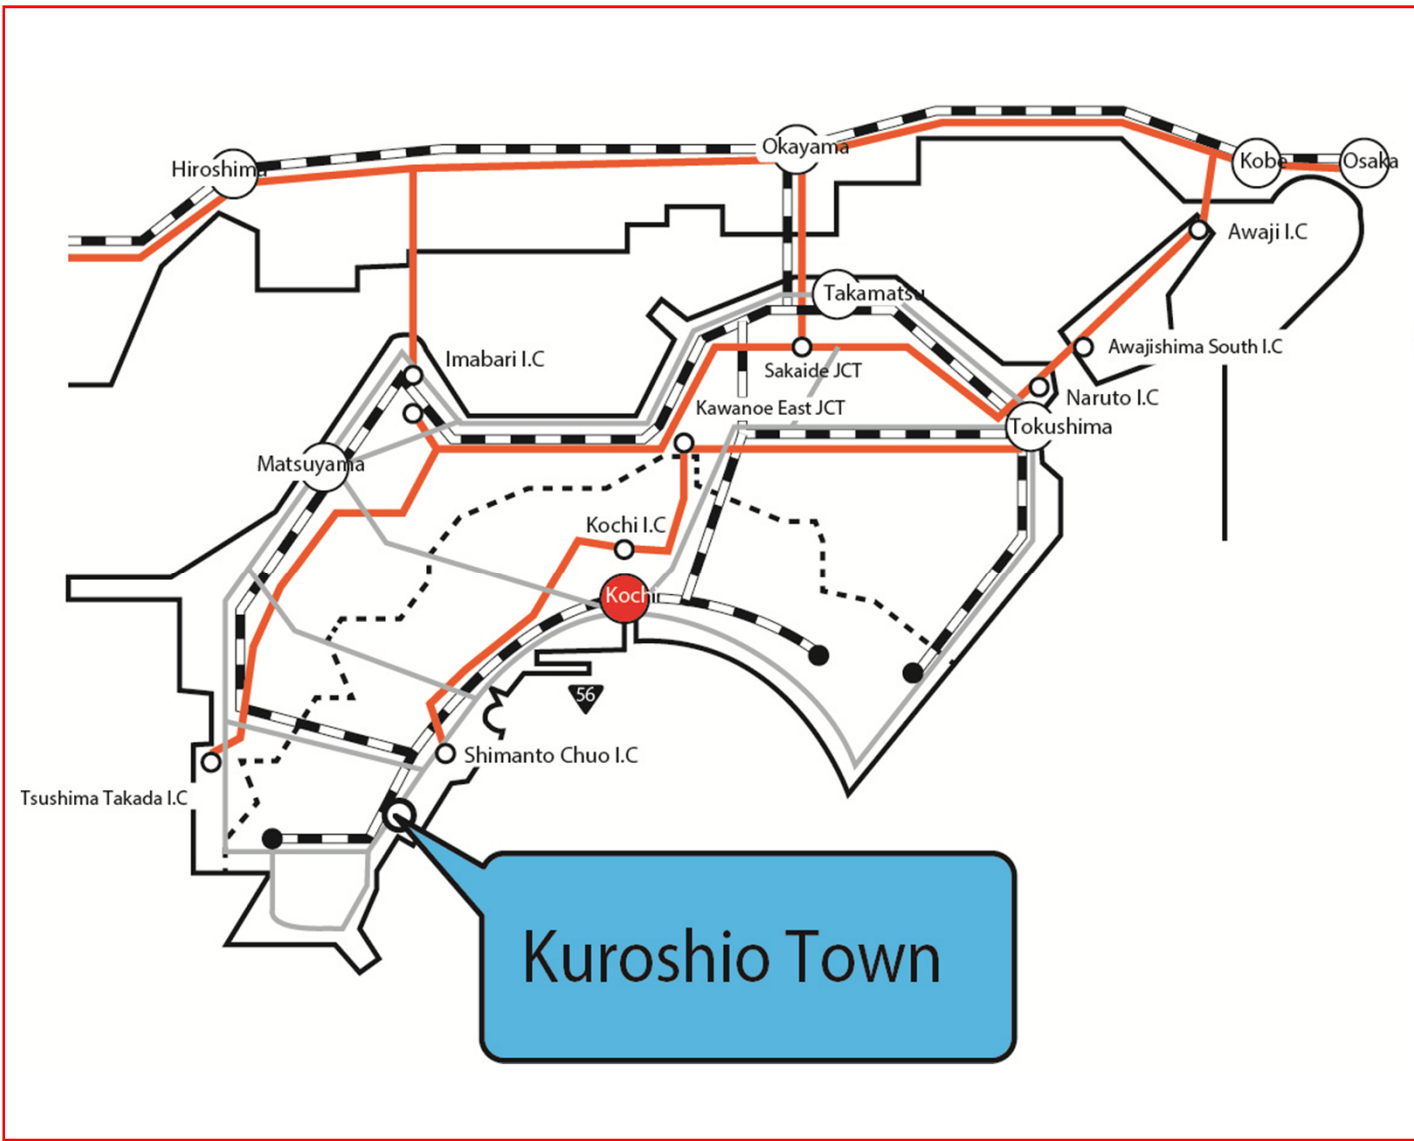 Okayama
Hiroshima
Kobe
Osaka
Awaji I.C
Takamatsu
Imabari I.C
Awajishima South I.C
Sakaide JCT
Naruto I.C
Kawanoe East JCT
Tokushima
Matsuyama
Kochi I.C
Kochi
56
Shimanto Chuo I.C
Tsushima Takada I.C
Kuroshio Town